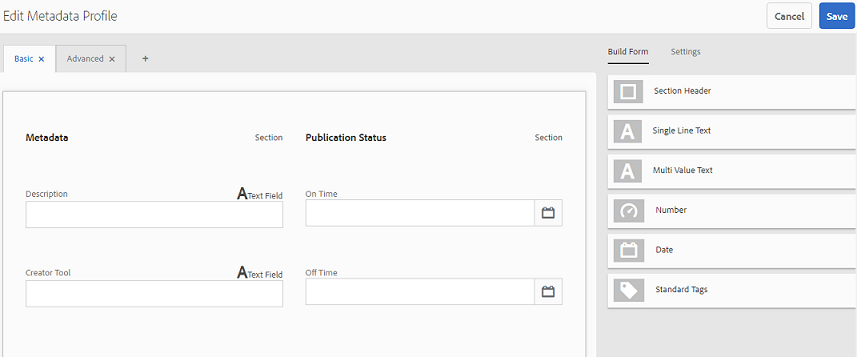 Edit Metadata Profile
Cancel
Save
Basic ×
Advanced ×
+
Build Form
Settings
Metadata
Section
Publication Status
Section
Description
A Text Field
On Time
Creator Tool
A Text Field
Off Time
Section Header
A Single Line Text
A Multi Value Text
Number
Date
Standard Tags